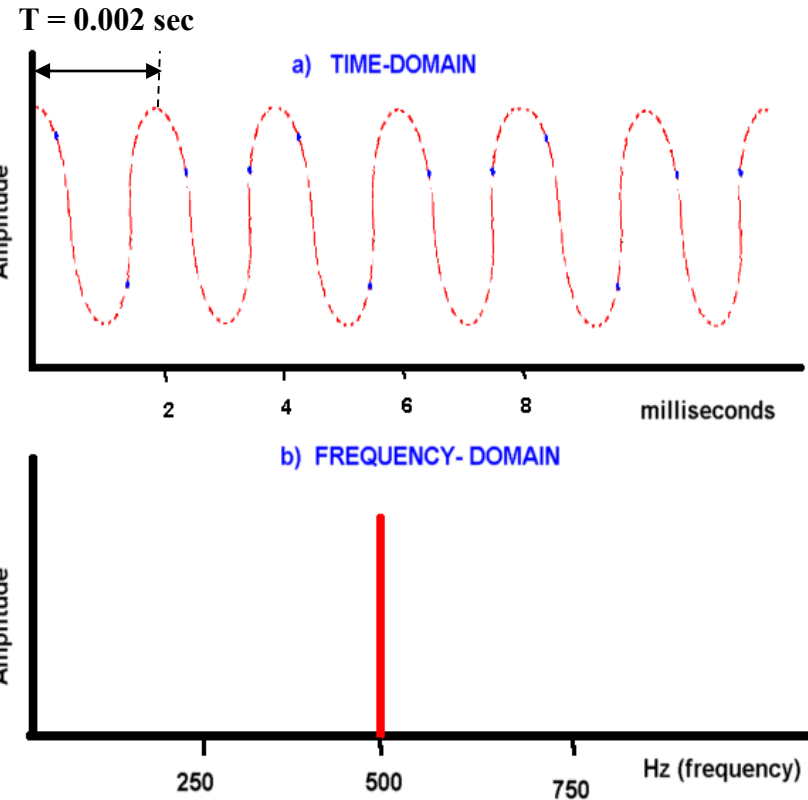 T = 0.002 sec
a) TIME-DOMAIN
Amplitude
2 4 6 8 milliseconds
b) FREQUENCY- DOMAIN
Amplitude
250 500 750 Hz (frequency)